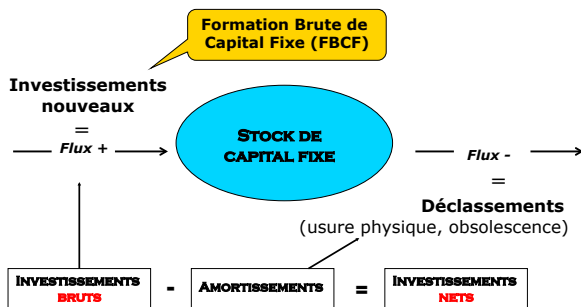 Formation Brute de
Capital Fixe (FBCF)
Investissements
nouveaux
=
Flux +
STOCK DE
CAPITAL FIXE
Flux -
=
Déclassements
(usure physique, obsolescence)
INVESTISSEMENTS
BRUTS
-
AMORTISSEMENTS
=
INVESTISSEMENTS
NETS